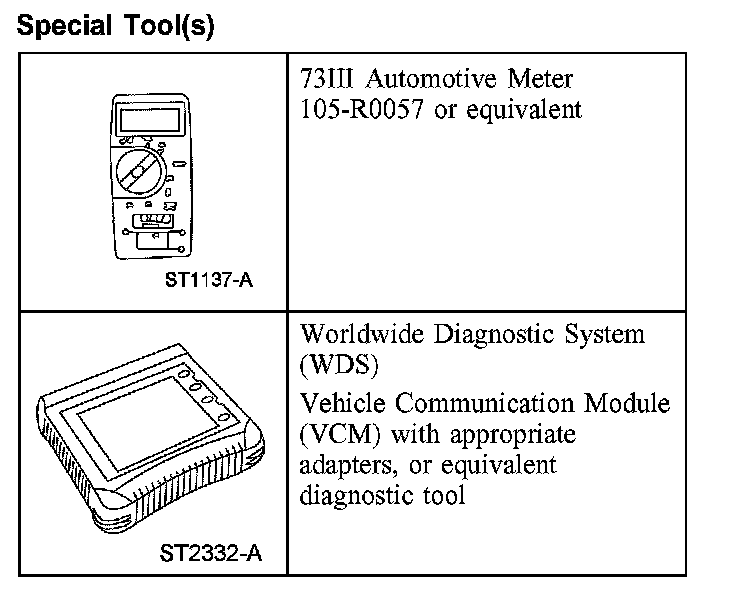 Special Tool(s)
73III Automotive Meter
105-R0057 or equivalent
ST1137-A
Worldwide Diagnostic System
(WDS)
Vehicle Communication Module
(VCM) with appropriate
adapters, or equivalent
diagnostic tool
ST2332-A